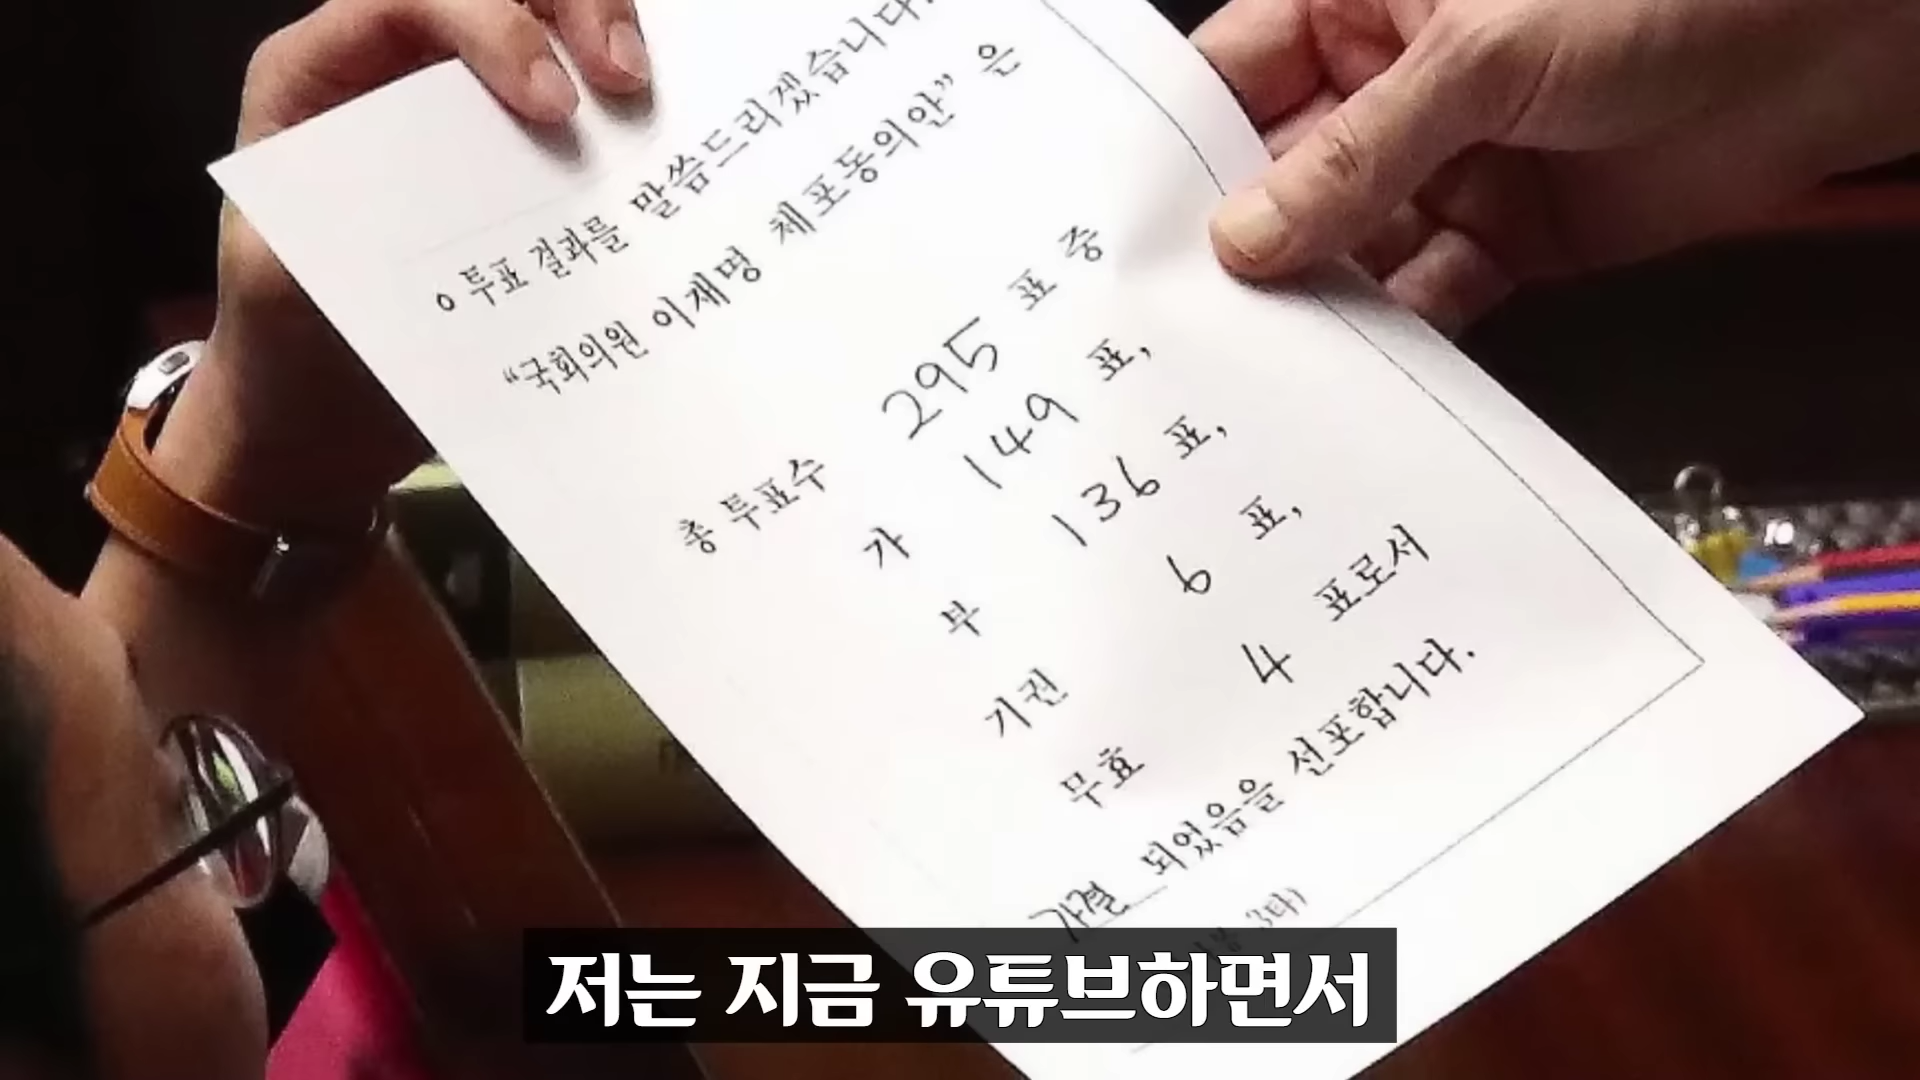 o 투표 결과를 말씀드리겠습니다.
“국회의원 이재명 체포동의안” 은
총 투표수 295 표 중
가 149 표,
부 136 표,
기권 6 표,
무효 4 표로서
가결 되었음을 선포합니다.
3타)
저는 지금 유튜브하면서